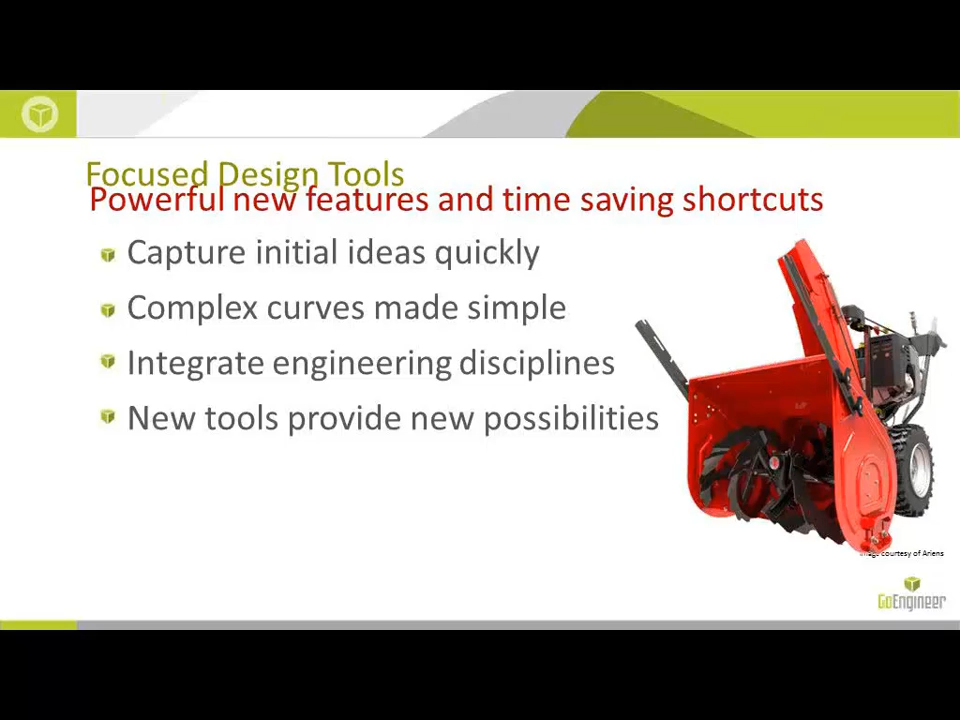 Focused Design Tools
Powerful new features and time saving shortcuts
Capture initial ideas quickly
Complex curves made simple
Integrate engineering disciplines
New tools provide new possibilities
Image courtesy of Ariens
GoEngineer